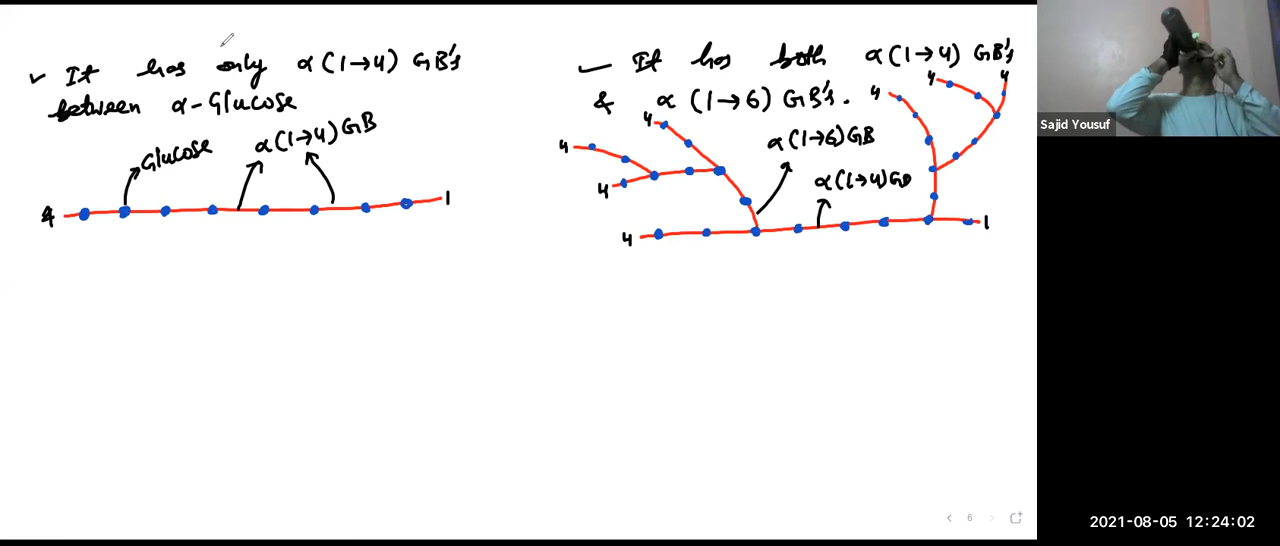 ✓ It has only α(1→4) GB's
between α-Glucose
Glucose
α(1→4)GB
4
1
— It has both α(1→4) GB's
& α (1→6) GB's.
4
4
4
4
4
4
α(1→6)GB
α(1→4)GB
4
1
Sajid Yousuf
6
2021-08-05 12:24:02